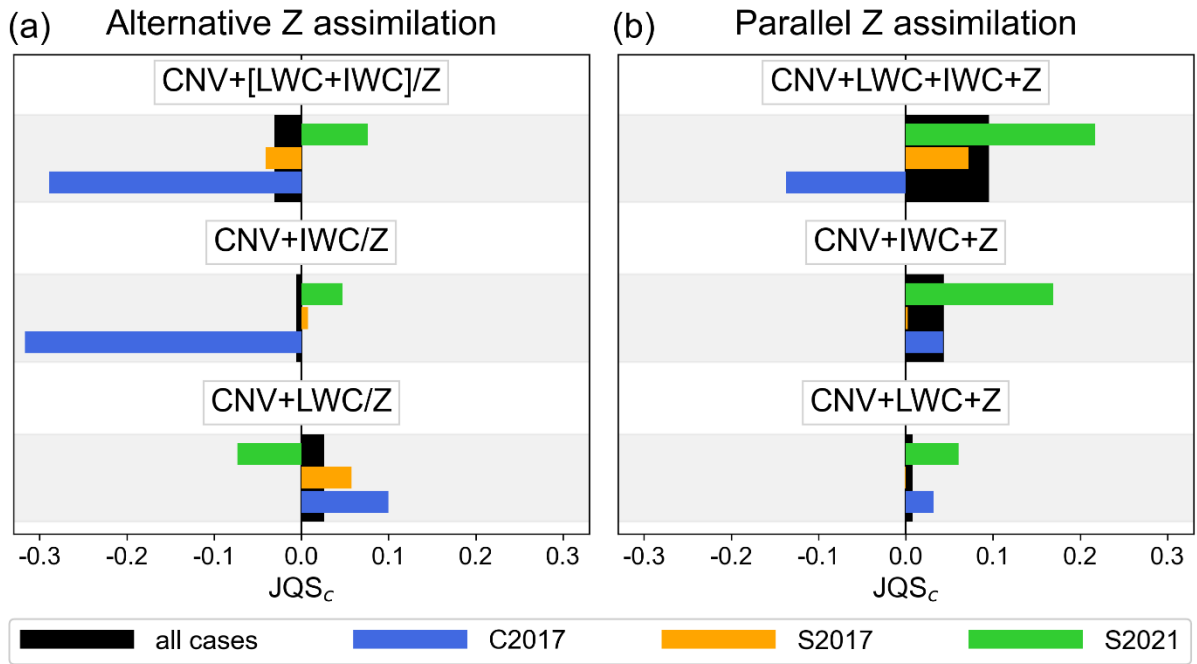 (a) Alternative Z assimilation
CNV+[LWC+IWC]/Z
CNV+IWC/Z
CNV+LWC/Z
-0.3 -0.2 -0.1 0.0 0.1 0.2 0.3
JQSc
(b) Parallel Z assimilation
CNV+LWC+IWC+Z
CNV+IWC+Z
CNV+LWC+Z
-0.3 -0.2 -0.1 0.0 0.1 0.2 0.3
JQSc
all cases C2017 S2017 S2021